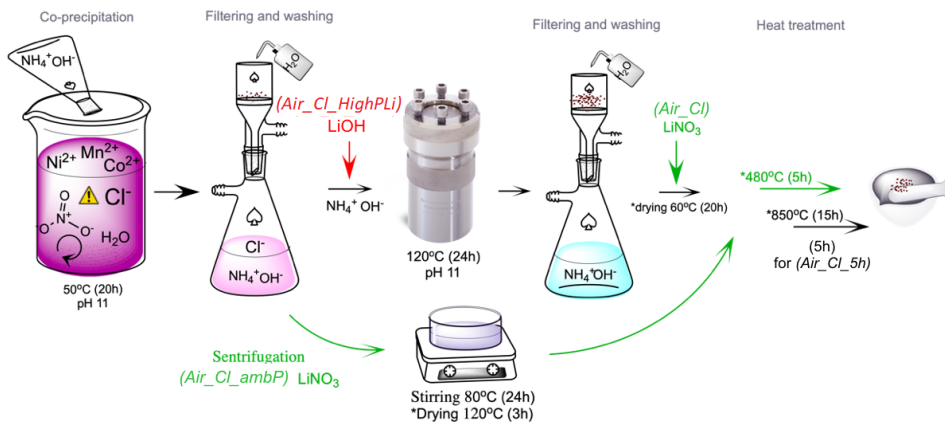 Co-precipitation
Filtering and washing
Filtering and washing
Heat treatment
NH₄⁺OH⁻
H₂O
H₂O
(Air_Cl_HighPLi)
LiOH
(Air_Cl)
LiNO₃
Ni²⁺ Mn²⁺ Co²⁺
Cl⁻
O
N⁺
⁻O O⁻
H₂O
NH₄⁺ OH⁻
*drying 60ºC (20h)
*480ºC (5h)
*850ºC (15h)
(5h)
for (Air_Cl_5h)
Cl⁻
NH₄⁺OH⁻
120ºC (24h)
pH 11
NH₄⁺OH⁻
50ºC (20h)
pH 11
Sentrifugation
(Air_Cl_ambP) LiNO₃
Stirring 80ºC (24h)
*Drying 120ºC (3h)